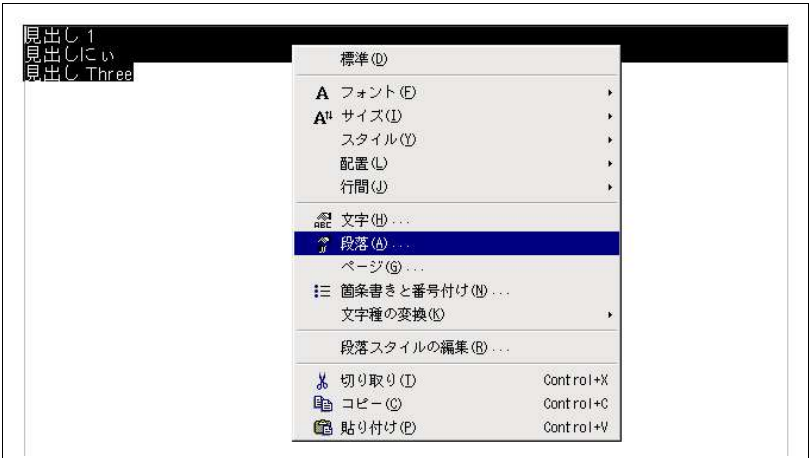 見出し 1
見出しにぃ
見出し Three
標準(D)
A フォント(F)
A サイズ(I)
スタイル(Y)
配置(L)
行間(J)
ABC 文字(H)...
段落(A)...
ページ(G)...
箇条書きと番号付け(N)...
文字種の変換(K)
段落スタイルの編集(R)...
切り取り(T) Control+X
コピー(C) Control+C
貼り付け(P) Control+V